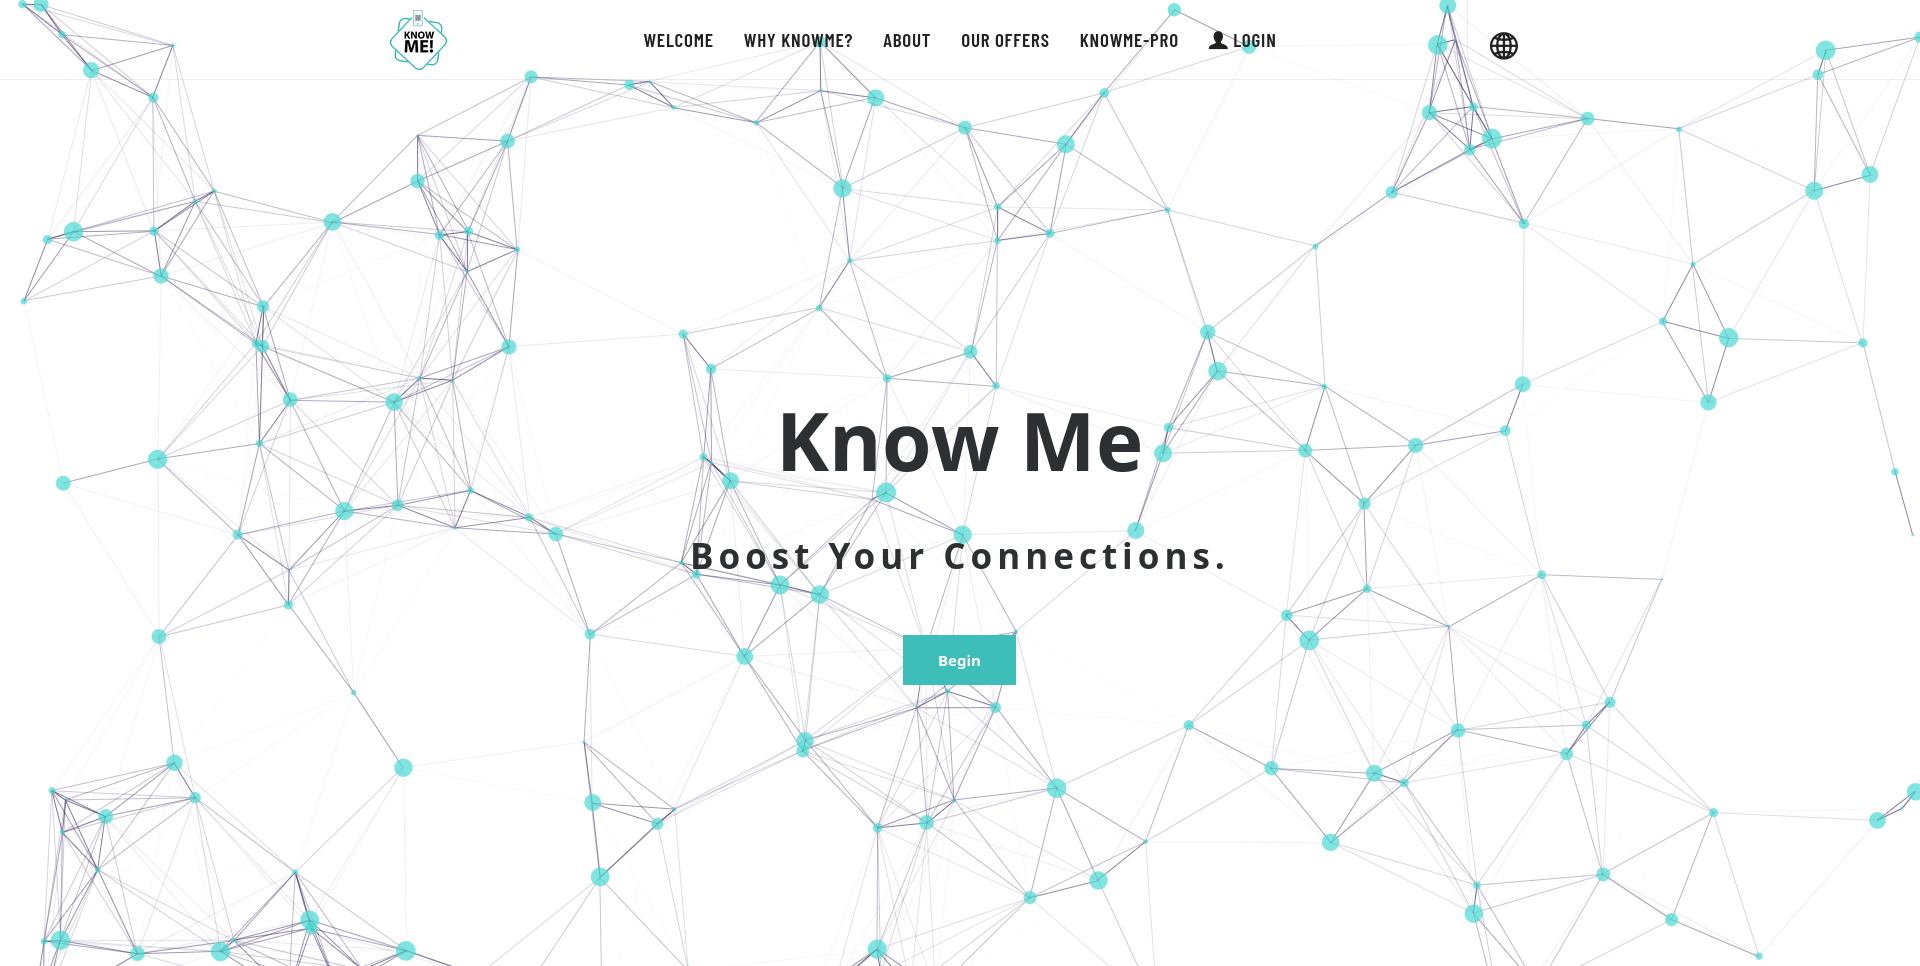 KNOW
ME!
WELCOME
WHY KNOWME?
ABOUT
OUR OFFERS
KNOWME-PRO
LOGIN
Know Me
Boost Your Connections.
Begin